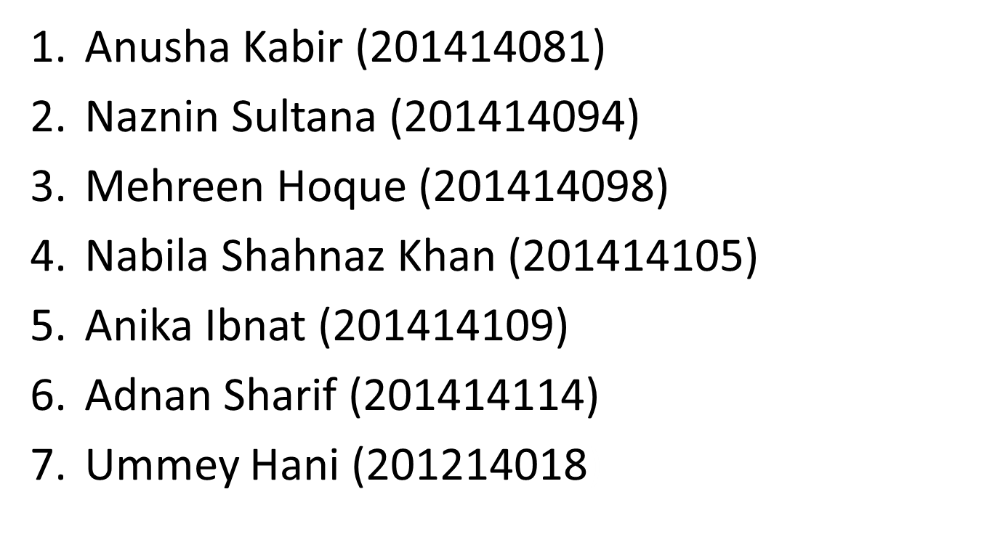 1. Anusha Kabir (201414081)
2. Naznin Sultana (201414094)
3. Mehreen Hoque (201414098)
4. Nabila Shahnaz Khan (201414105)
5. Anika Ibnat (201414109)
6. Adnan Sharif (201414114)
7. Ummey Hani (201214018